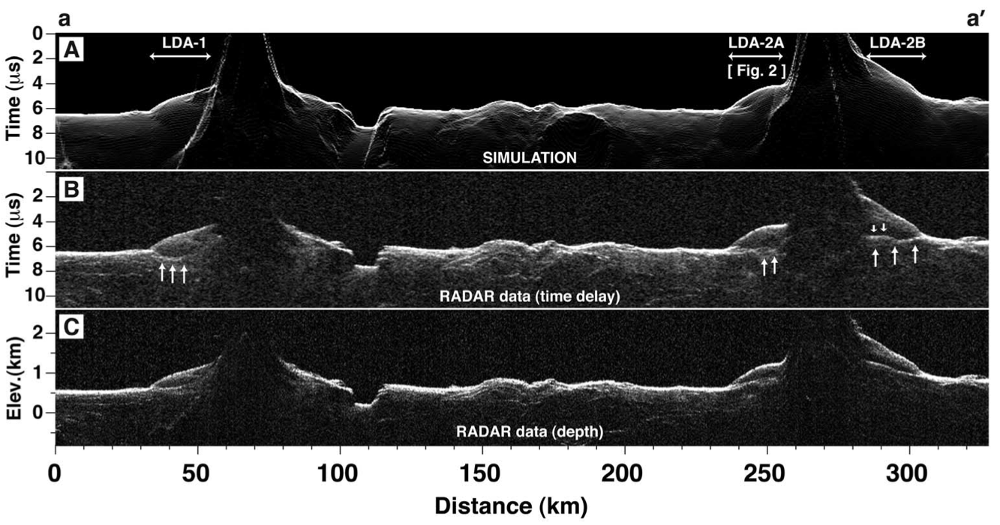 a a′
A LDA-1 LDA-2A LDA-2B
[ Fig. 2 ]
SIMULATION
Time (μs)
0
2
4
6
8
10
B
RADAR data (time delay)
Time (μs)
2
4
6
8
10
C
RADAR data (depth)
Elev.(km)
2
1
0
0 50 100 150 200 250 300
Distance (km)